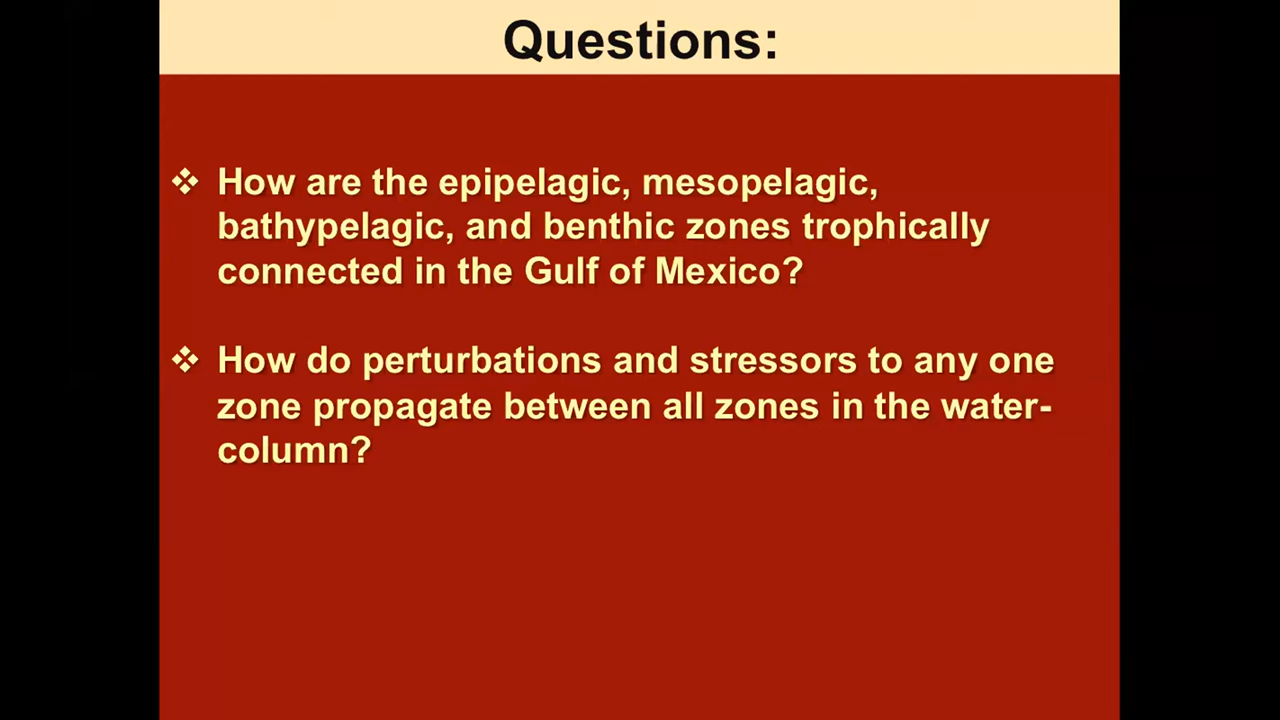 Questions:
❖ How are the epipelagic, mesopelagic,
bathypelagic, and benthic zones trophically
connected in the Gulf of Mexico?
❖ How do perturbations and stressors to any one
zone propagate between all zones in the water-
column?